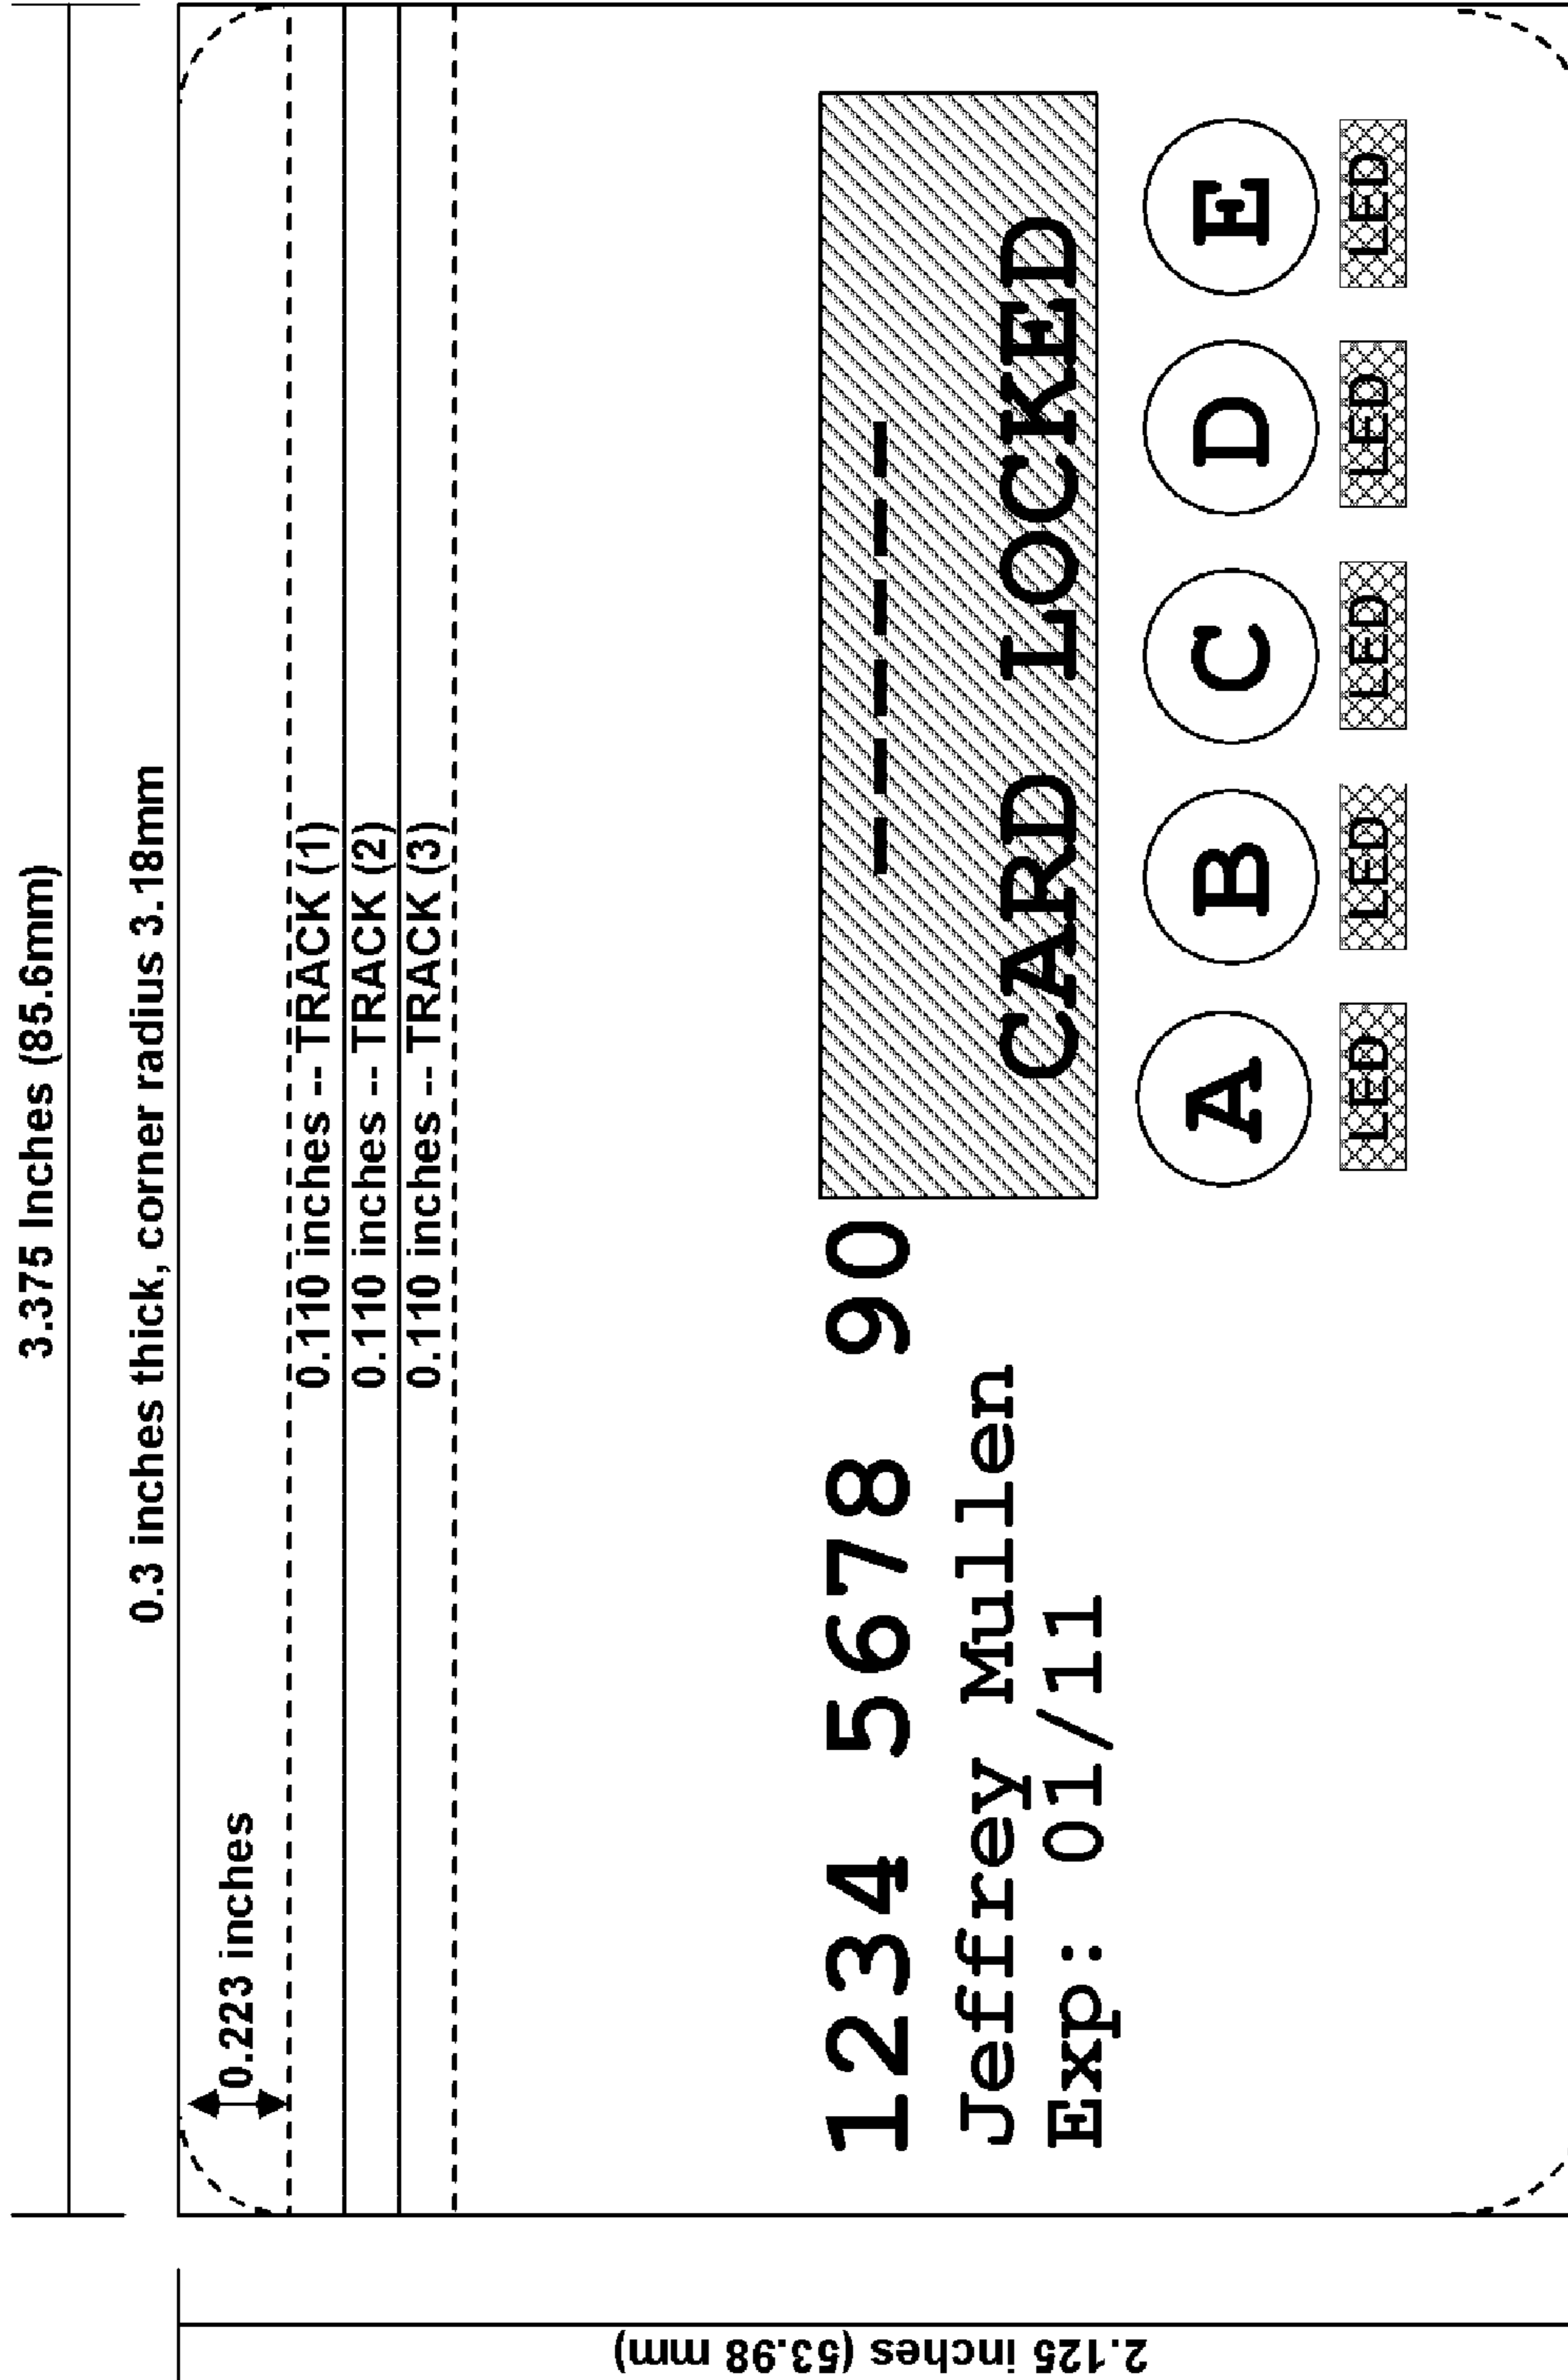 3.375 Inches (85.6mm)
0.3 inches thick, corner radius 3.18mm
0.223 inches
0.110 inches -- TRACK (1)
0.110 inches -- TRACK (2)
0.110 inches -- TRACK (3)
2.125 inches (53.98 mm)
1234 5678 90 ------
Jeffrey Mullen
CARD LOCKED
Exp: 01/11
A B C D E
LED LED LED LED LED